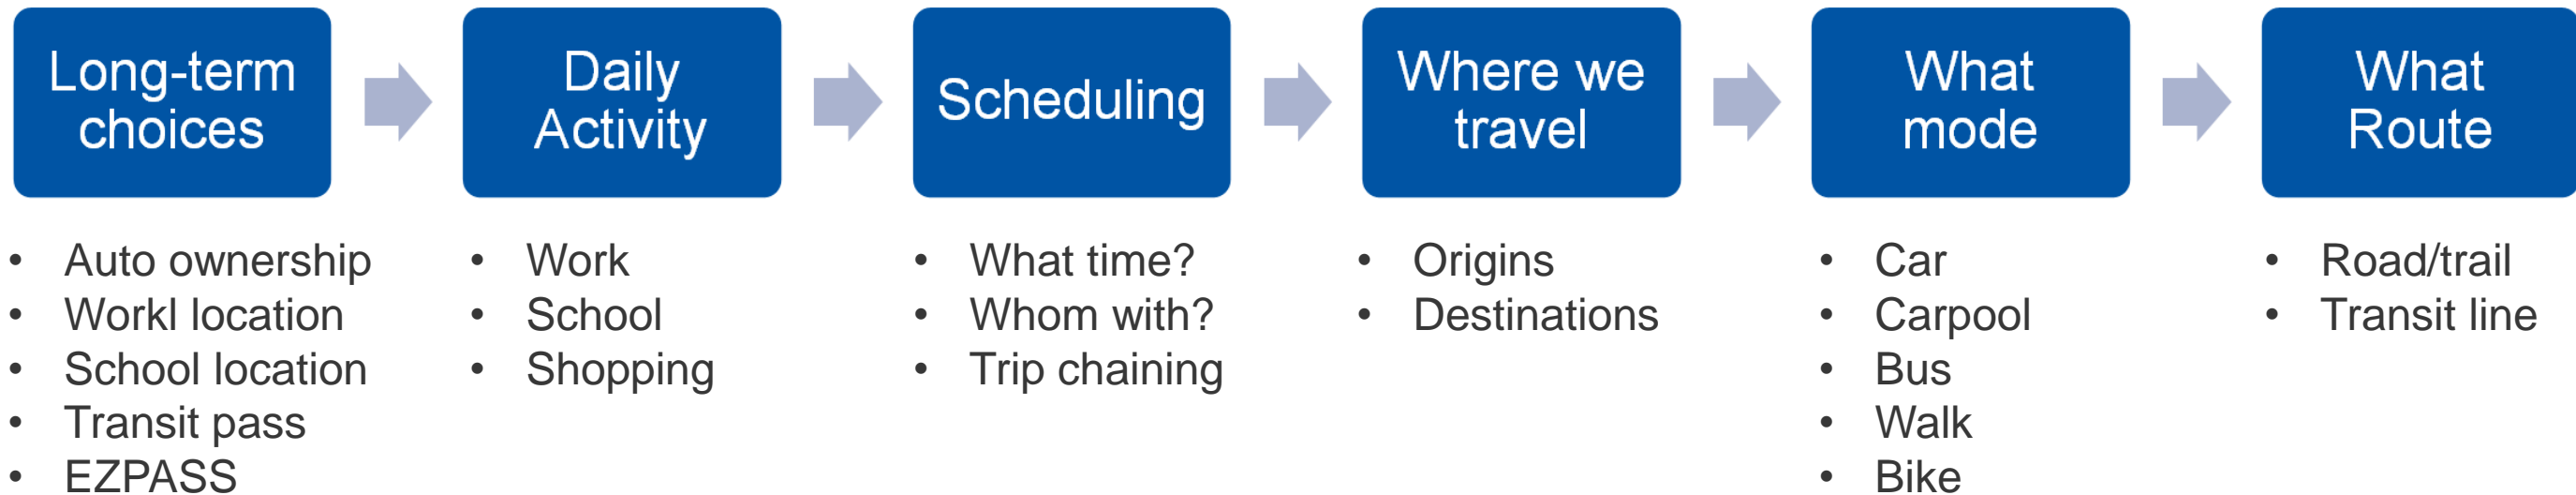 Long-term
choices
• Auto ownership
• Workl location
• School location
• Transit pass
• EZPASS
Daily
Activity
• Work
• School
• Shopping
Scheduling
• What time?
• Whom with?
• Trip chaining
Where we
travel
• Origins
• Destinations
What
mode
• Car
• Carpool
• Bus
• Walk
• Bike
What
Route
• Road/trail
• Transit line